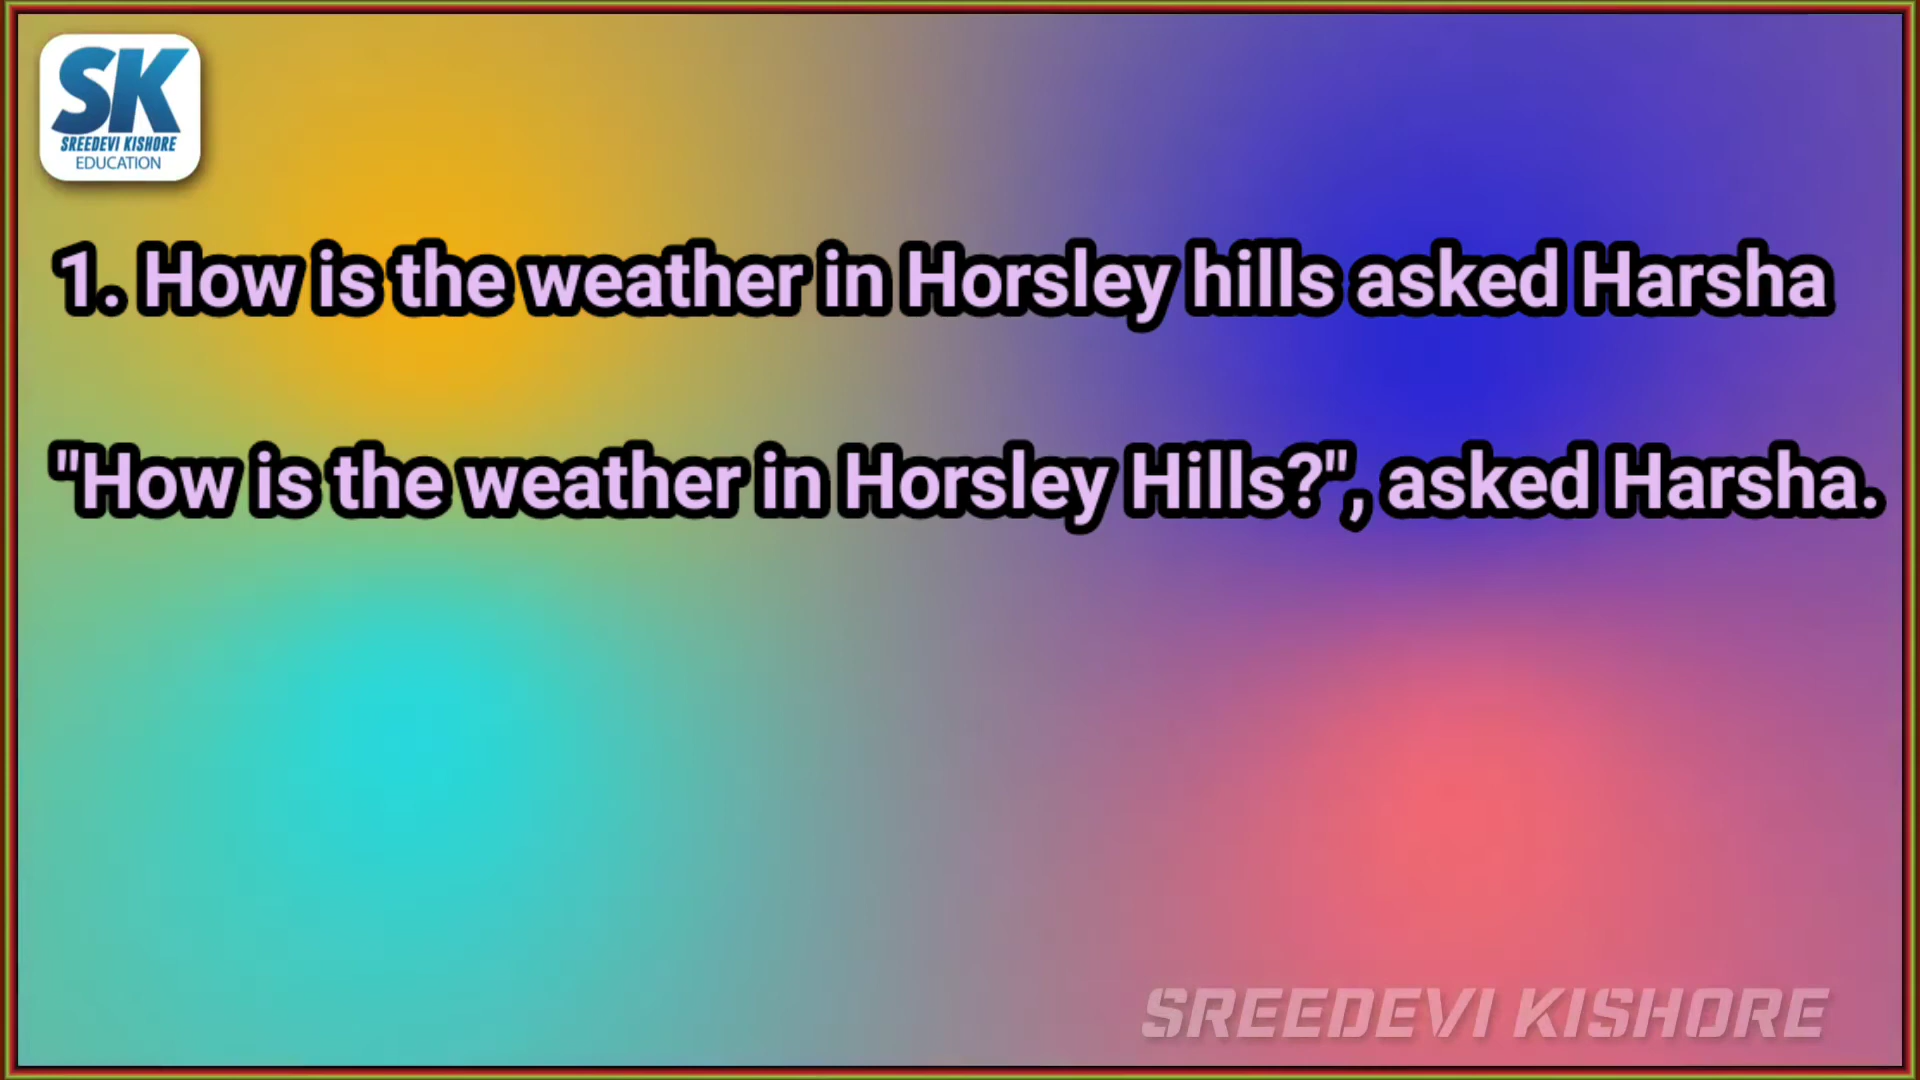 SK
SREEDEVI KISHORE
EDUCATION
1. How is the weather in Horsley hills asked Harsha
"How is the weather in Horsley Hills?", asked Harsha.
SREEDEVI KISHORE